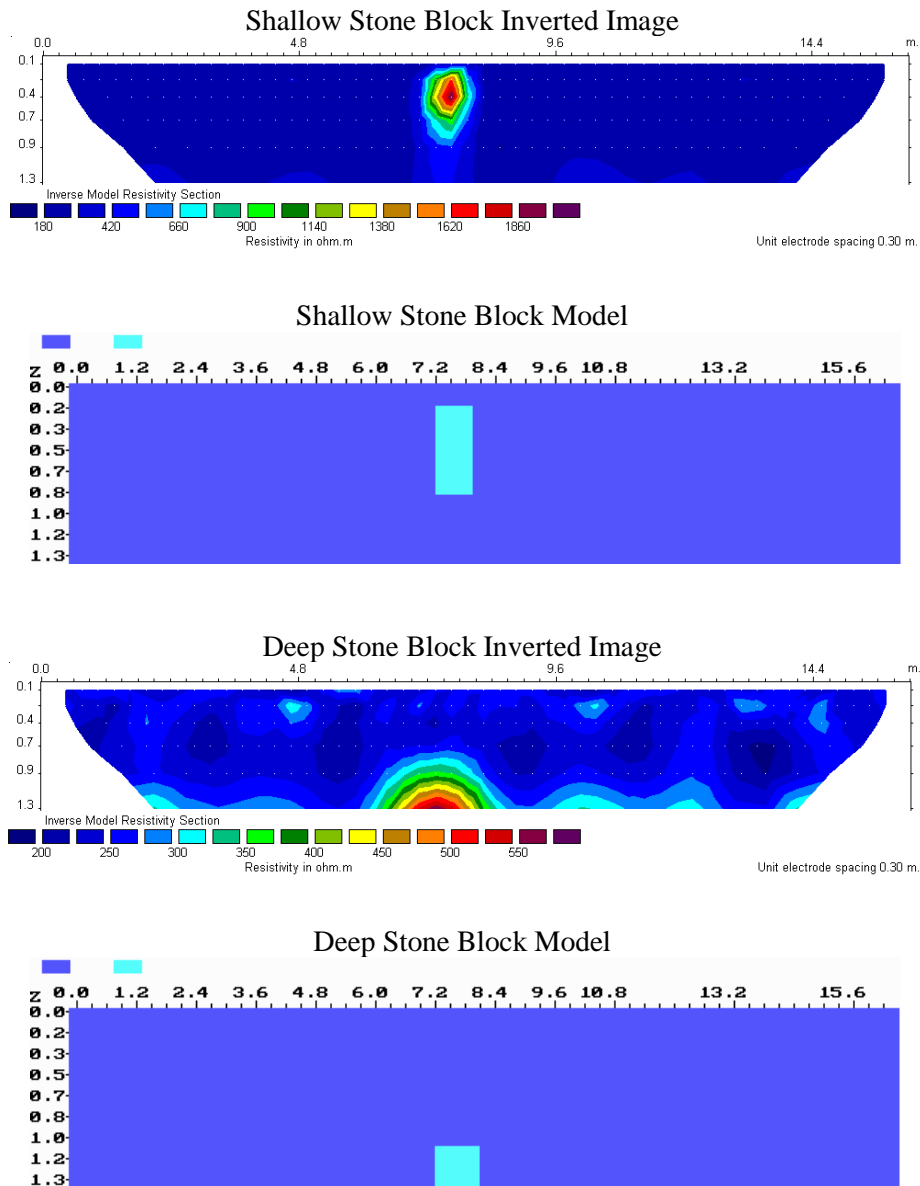 Shallow Stone Block Inverted Image
0.0 4.8 9.6 14.4 m.
0.1
0.4
0.7
0.9
1.3
Inverse Model Resistivity Section
180 420 660 900 1140 1380 1620 1860
Resistivity in ohm.m
Unit electrode spacing 0.30 m.
Shallow Stone Block Model
Z 0.0 1.2 2.4 3.6 4.8 6.0 7.2 8.4 9.6 10.8 13.2 15.6
0.0
0.2
0.3
0.5
0.7
0.8
1.0
1.2
1.3
Deep Stone Block Inverted Image
0.0 4.8 9.6 14.4 m.
0.1
0.4
0.7
0.9
1.3
Inverse Model Resistivity Section
200 250 300 350 400 450 500 550
Resistivity in ohm.m
Unit electrode spacing 0.30 m.
Deep Stone Block Model
Z 0.0 1.2 2.4 3.6 4.8 6.0 7.2 8.4 9.6 10.8 13.2 15.6
0.0
0.2
0.3
0.5
0.7
0.8
1.0
1.2
1.3